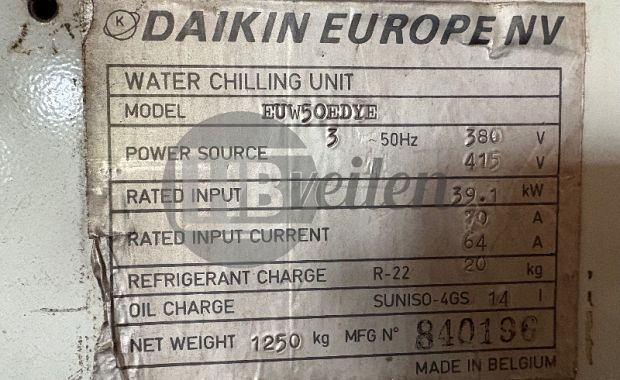 K DAIKIN EUROPE NV
WATER CHILLING UNIT
MODEL EUW50EDYE
POWER SOURCE 3 ~50Hz 380 V
415 V
HBveilen
RATED INPUT 39.1 kW
RATED INPUT CURRENT 70 A
64 A
REFRIGERANT CHARGE R-22 20 kg
OIL CHARGE SUNISO-4GS 14 l
NET WEIGHT 1250 kg MFG N° 840196
MADE IN BELGIUM